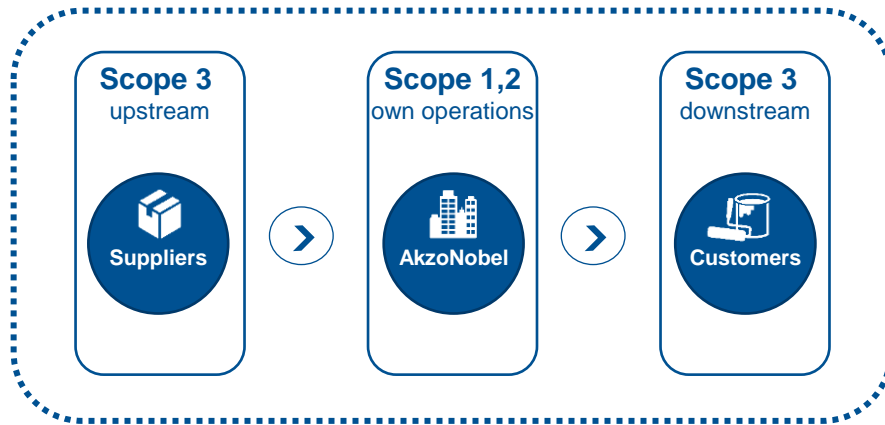 Scope 3
upstream
Suppliers
Scope 1,2
own operations
AkzoNobel
Scope 3
downstream
Customers